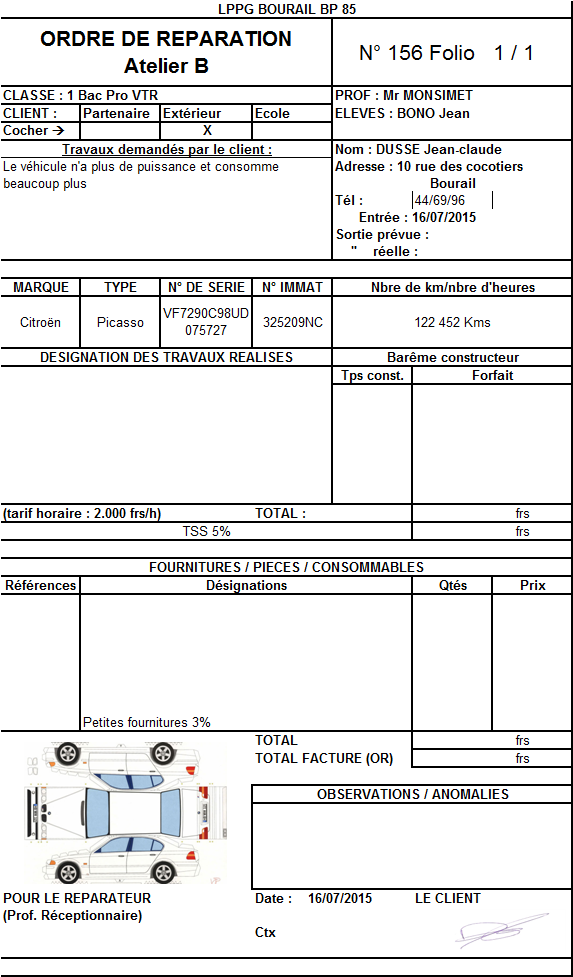 LPPG BOURAIL BP 85
ORDRE DE REPARATION
Atelier B
N° 156 Folio 1 / 1
CLASSE : 1 Bac Pro VTR
PROF : Mr MONSIMET
CLIENT : Partenaire Extérieur Ecole
ELEVES : BONO Jean
Cocher → X
Travaux demandés par le client :
Le véhicule n'a plus de puissance et consomme
beaucoup plus
Nom : DUSSE Jean-claude
Adresse : 10 rue des cocotiers
Bourail
Tél : 44/69/96
Entrée : 16/07/2015
Sortie prévue :
" réelle :
MARQUE TYPE N° DE SERIE N° IMMAT Nbre de km/nbre d'heures
Citroën Picasso VF7290C98UD
075727 325209NC 122 452 Kms
DESIGNATION DES TRAVAUX REALISES Barême constructeur
Tps const. Forfait
(tarif horaire : 2.000 frs/h) TOTAL : frs
TSS 5% frs
FOURNITURES / PIECES / CONSOMMABLES
Références Désignations Qtés Prix
Petites fournitures 3%
TOTAL frs
TOTAL FACTURE (OR) frs
OBSERVATIONS / ANOMALIES
POUR LE REPARATEUR
(Prof. Réceptionnaire)
Date : 16/07/2015 LE CLIENT
Ctx